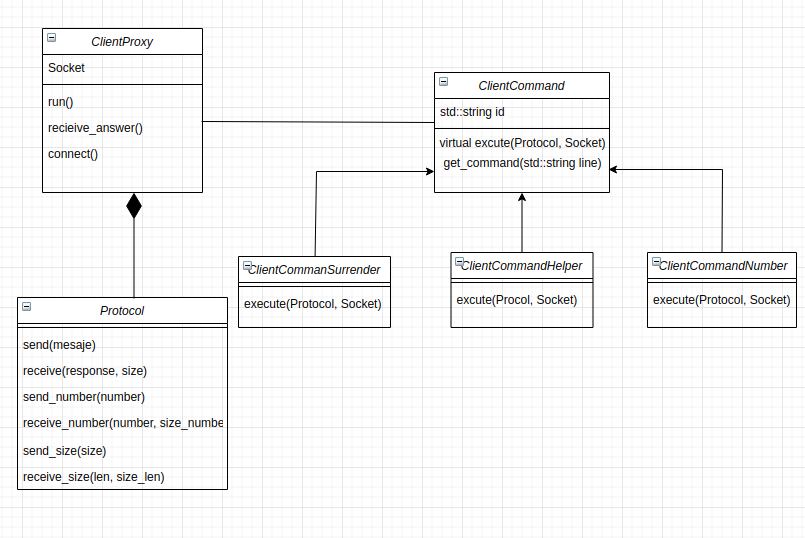 ClientProxy
Socket
run()
recieive_answer()
connect()
ClientCommand
std::string id
virtual excute(Protocol, Socket)
get_command(std::string line)
ClientCommanSurrender
execute(Protocol, Socket)
ClientCommandHelper
excute(Procol, Socket)
ClientCommandNumber
execute(Protocol, Socket)
Protocol
send(mesaje)
receive(response, size)
send_number(number)
receive_number(number, size_numbe
send_size(size)
receive_size(len, size_len)